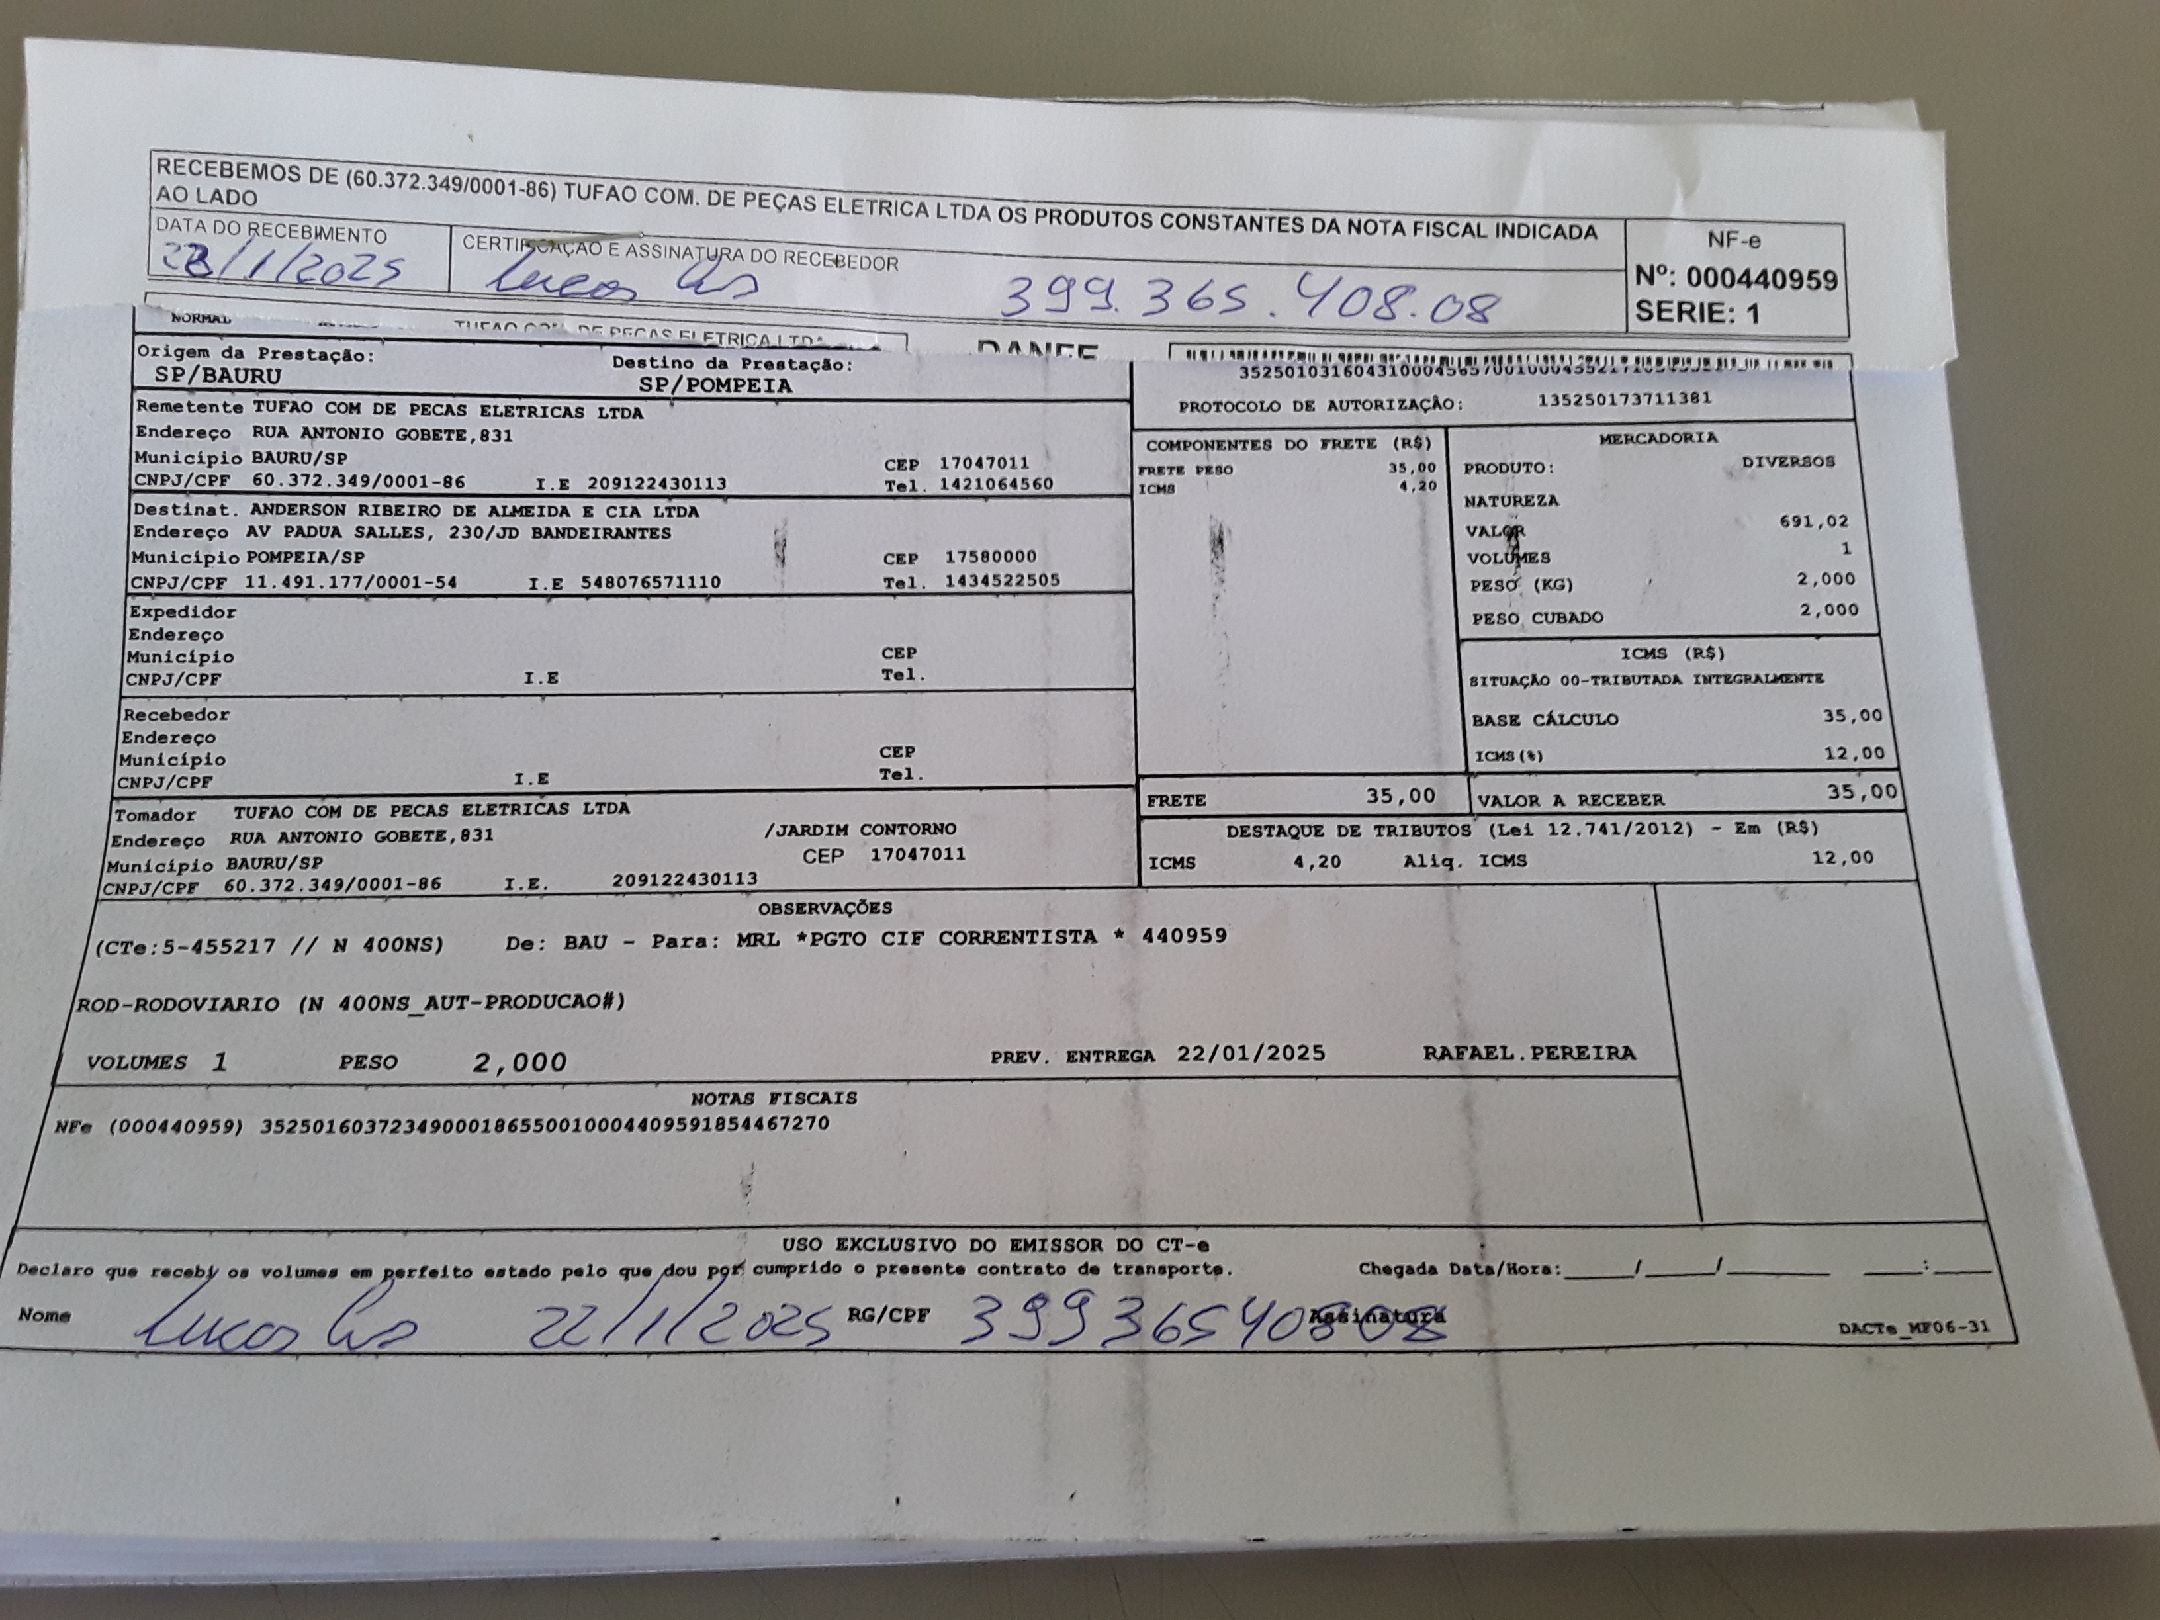 RECEBEMOS DE (60.372.349/0001-86) TUFAO COM. DE PEÇAS ELETRICA LTDA OS PRODUTOS CONSTANTES DA NOTA FISCAL INDICADA
AO LADO
DATA DO RECEBIMENTO
/1/2025
CERTIFICAÇÃO E ASSINATURA DO RECEBEDOR
Lucas
399.365.408.08
NF-e
Nº: 000440959
SERIE: 1
NORMAL
TUFAO COM. DE PECAS ELETRICA LTDA
DANFE
Origem da Prestação:
SP/BAURU
Destino da Prestação:
SP/POMPEIA
PROTOCOLO DE AUTORIZAÇÃO: 135250173711381
Remetente TUFAO COM DE PECAS ELETRICAS LTDA
Endereço RUA ANTONIO GOBETE,831
Município BAURU/SP CEP 17047011
CNPJ/CPF 60.372.349/0001-86 I.E 209122430113 Tel. 1421064560
Destinat. ANDERSON RIBEIRO DE ALMEIDA E CIA LTDA
Endereço AV PADUA SALLES, 230/JD BANDEIRANTES
Município POMPEIA/SP CEP 17580000
CNPJ/CPF 11.491.177/0001-54 I.E 548076571110 Tel. 1434522505
Expedidor
Endereço
Município CEP
CNPJ/CPF I.E Tel.
Recebedor
Endereço
Município CEP
CNPJ/CPF I.E Tel.
Tomador TUFAO COM DE PECAS ELETRICAS LTDA
Endereço RUA ANTONIO GOBETE,831 /JARDIM CONTORNO
Município BAURU/SP CEP 17047011
CNPJ/CPF 60.372.349/0001-86 I.E. 209122430113
COMPONENTES DO FRETE (R$)
FRETE PESO 35,00
ICMS 4,20
MERCADORIA
PRODUTO: DIVERSOS
NATUREZA
VALOR 691,02
VOLUMES 1
PESO (KG) 2,000
PESO CUBADO 2,000
ICMS (R$)
SITUAÇÃO 00-TRIBUTADA INTEGRALMENTE
BASE CÁLCULO 35,00
ICMS(%) 12,00
FRETE 35,00
VALOR A RECEBER 35,00
DESTAQUE DE TRIBUTOS (Lei 12.741/2012) - Em (R$)
ICMS 4,20 Aliq. ICMS 12,00
OBSERVAÇÕES
(CTe:5-455217 // N 400NS) De: BAU - Para: MRL *PGTO CIF CORRENTISTA * 440959
ROD-RODOVIARIO (N 400NS_AUT-PRODUCAO#)
VOLUMES 1 PESO 2,000 PREV. ENTREGA 22/01/2025 RAFAEL.PEREIRA
NOTAS FISCAIS
NFe (000440959) 35250160372349000186550010004409591854467270
USO EXCLUSIVO DO EMISSOR DO CT-e
Declaro que recebi os volumes em perfeito estado pelo que dou por cumprido o presente contrato de transporte. Chegada Data/Hora:_____/_____/________ ____:____
Nome Lucas 22/1/2025 RG/CPF 39936540808 Assinatura
DACTe_MF06-31